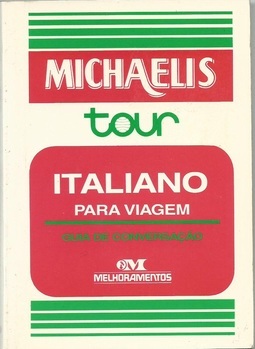 MICHAELIS
tour
ITALIANO
PARA VIAGEM
GUIA DE CONVERSAÇÃO
MELHORAMENTOS